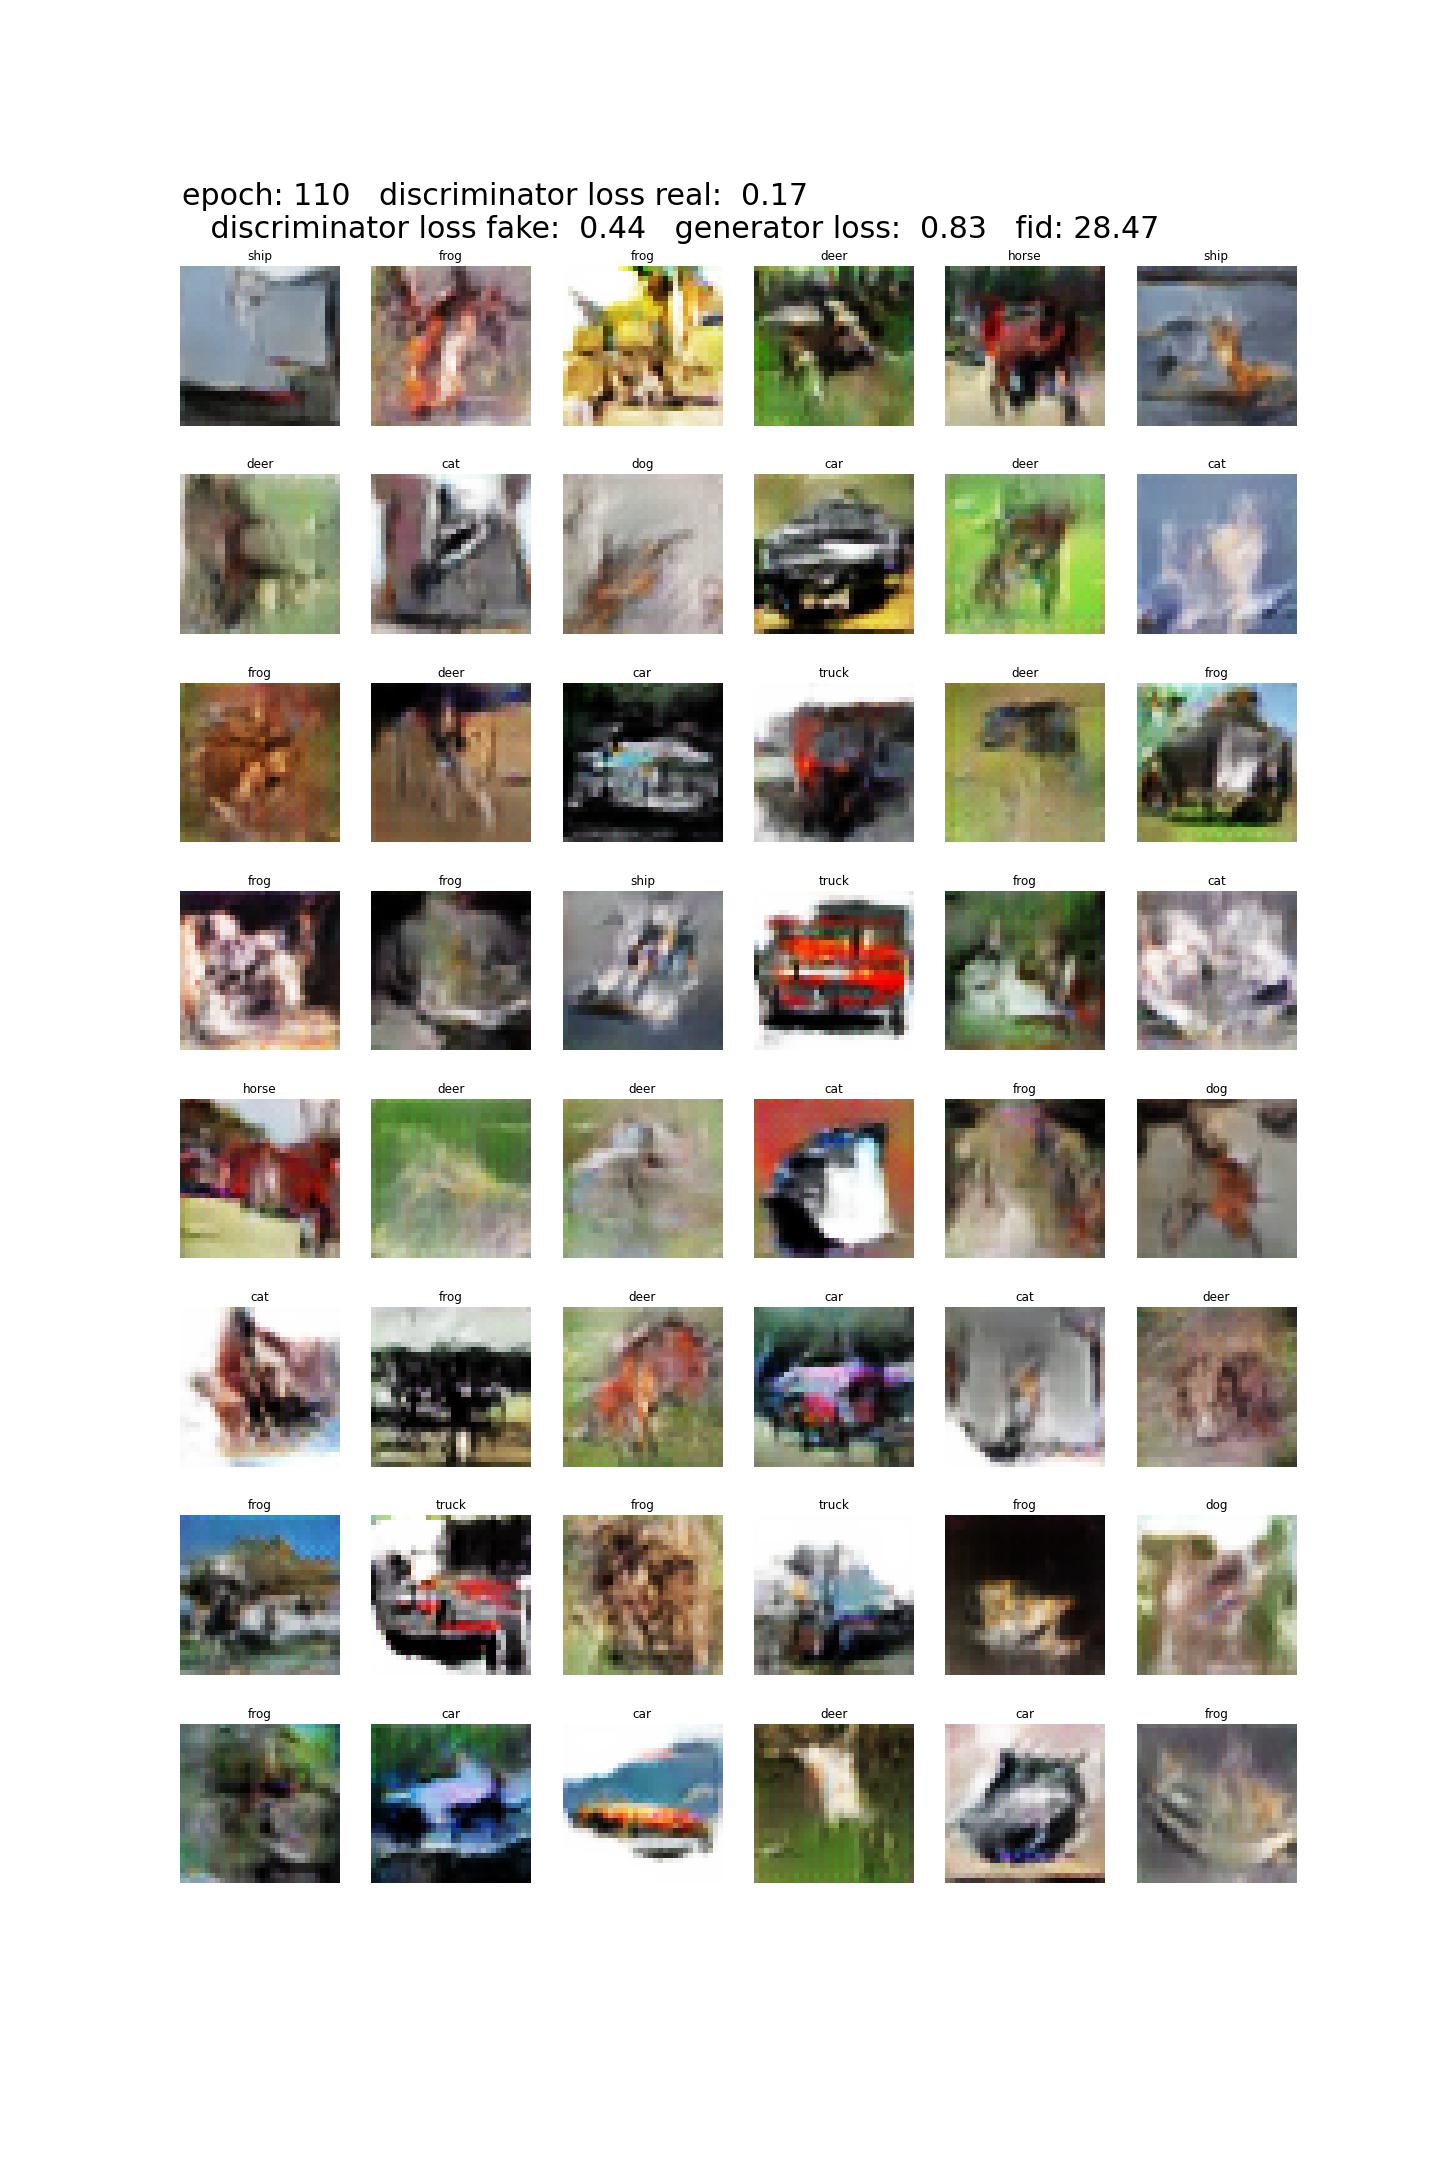 epoch: 110   discriminator loss real:  0.17
discriminator loss fake:  0.44   generator loss:  0.83   fid: 28.47
ship frog frog deer horse ship
deer cat dog car deer cat
frog deer car truck deer frog
frog frog ship truck frog cat
horse deer deer cat frog dog
cat frog deer car cat deer
frog truck frog truck frog dog
frog car car deer car frog